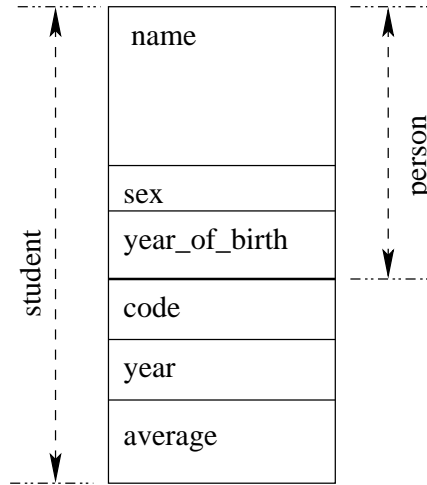 name
sex
year_of_birth
code
year
average
student
person